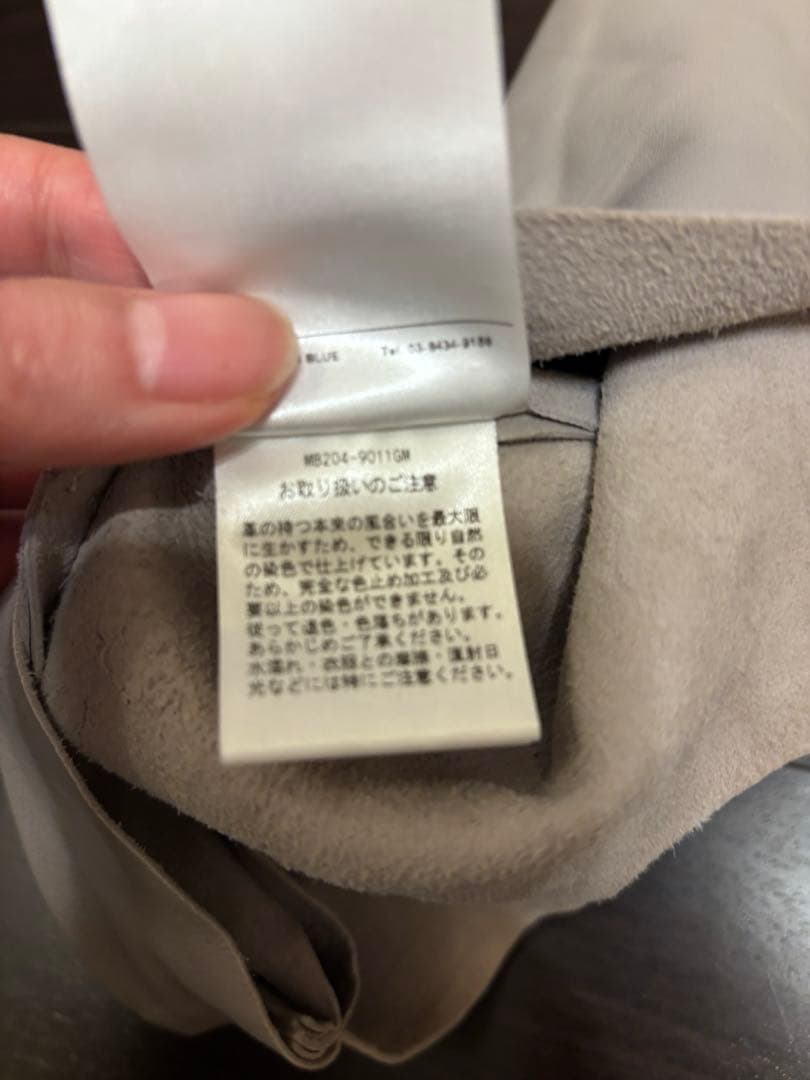 BLUE Tel 03-8434-9186
MB204-9011GM
お取り扱いのご注意
革の持つ本来の風合いを最大限
に生かすため、できる限り自然
の染色で仕上げています。その
ため、完全な色止め加工及び必
要以上の染色ができません。
従って退色・色落ちがあります。
あらかじめご了承ください。
水濡れ・衣服との摩擦・直射日
光などには特にご注意ください。